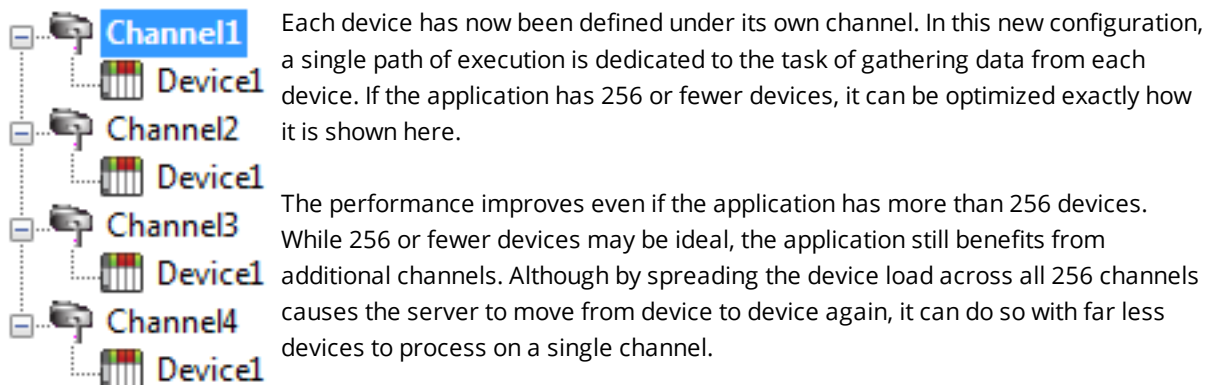 Channel1
Device1
Channel2
Device1
Channel3
Device1
Channel4
Device1
Each device has now been defined under its own channel. In this new configuration,
a single path of execution is dedicated to the task of gathering data from each
device. If the application has 256 or fewer devices, it can be optimized exactly how
it is shown here.
The performance improves even if the application has more than 256 devices.
While 256 or fewer devices may be ideal, the application still benefits from
additional channels. Although by spreading the device load across all 256 channels
causes the server to move from device to device again, it can do so with far less
devices to process on a single channel.